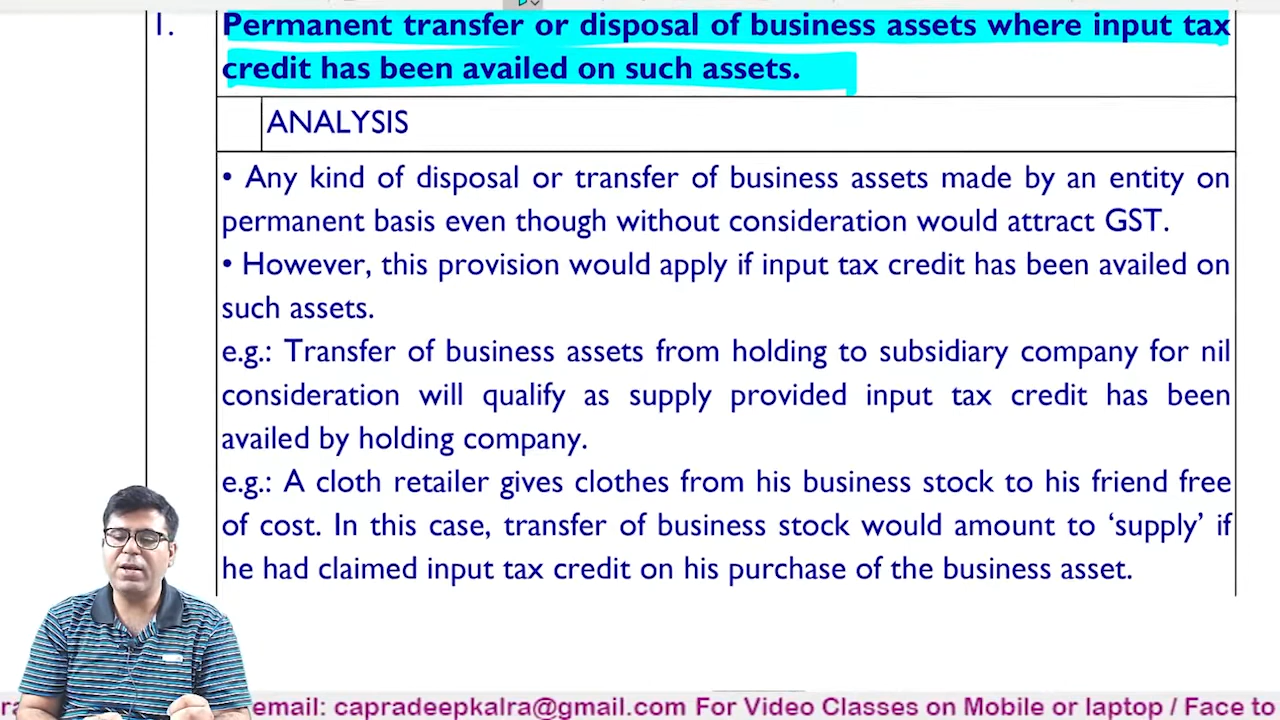 1. Permanent transfer or disposal of business assets where input tax
credit has been availed on such assets.
ANALYSIS
• Any kind of disposal or transfer of business assets made by an entity on
permanent basis even though without consideration would attract GST.
• However, this provision would apply if input tax credit has been availed on
such assets.
e.g.: Transfer of business assets from holding to subsidiary company for nil
consideration will qualify as supply provided input tax credit has been
availed by holding company.
e.g.: A cloth retailer gives clothes from his business stock to his friend free
of cost. In this case, transfer of business stock would amount to ‘supply’ if
he had claimed input tax credit on his purchase of the business asset.
email: capradeepkalra@gmail.com For Video Classes on Mobile or laptop / Face to